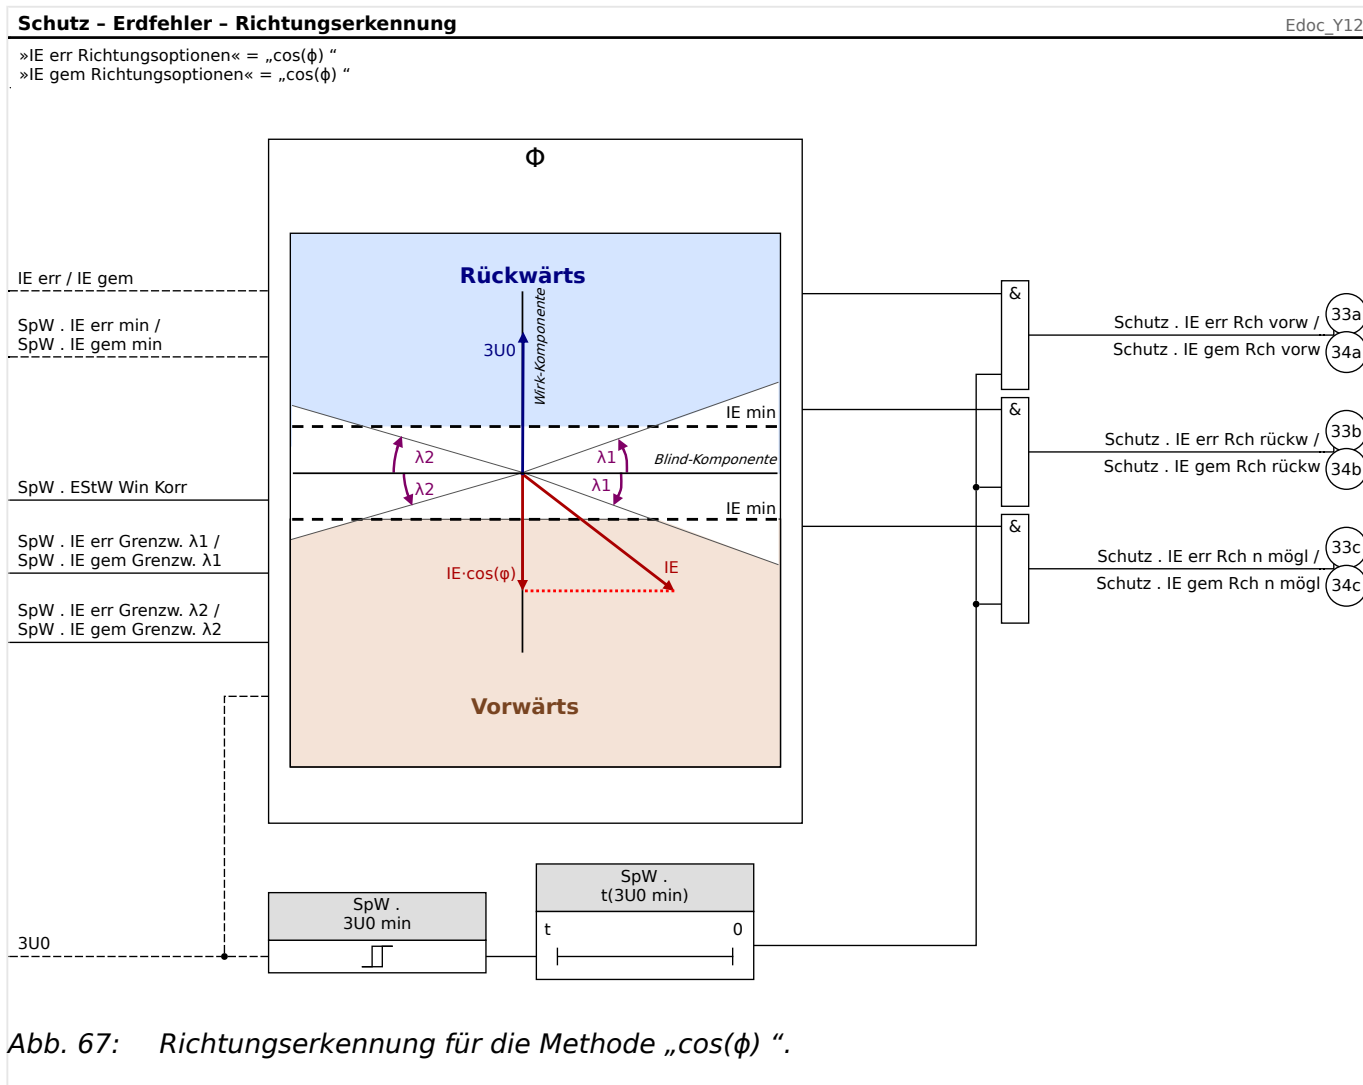 Schutz – Erdfehler – Richtungserkennung
Edoc_Y12
»IE err Richtungsoptionen« = „cos(ϕ) “
»IE gem Richtungsoptionen« = „cos(ϕ) “
Φ
Rückwärts
Wirk-Komponente
3U0
IE min
λ2
λ1
Blind-Komponente
λ2
λ1
IE min
IE·cos(φ)
IE
Vorwärts
IE err / IE gem
SpW . IE err min /
SpW . IE gem min
SpW . EStW Win Korr
SpW . IE err Grenzw. λ1 /
SpW . IE gem Grenzw. λ1
SpW . IE err Grenzw. λ2 /
SpW . IE gem Grenzw. λ2
3U0
SpW .
3U0 min
SpW .
t(3U0 min)
t
0
&
Schutz . IE err Rch vorw /
33a
Schutz . IE gem Rch vorw
34a
&
Schutz . IE err Rch rückw /
33b
Schutz . IE gem Rch rückw
34b
&
Schutz . IE err Rch n mögl /
33c
Schutz . IE gem Rch n mögl
34c
Abb. 67: Richtungserkennung für die Methode „cos(ϕ) “.